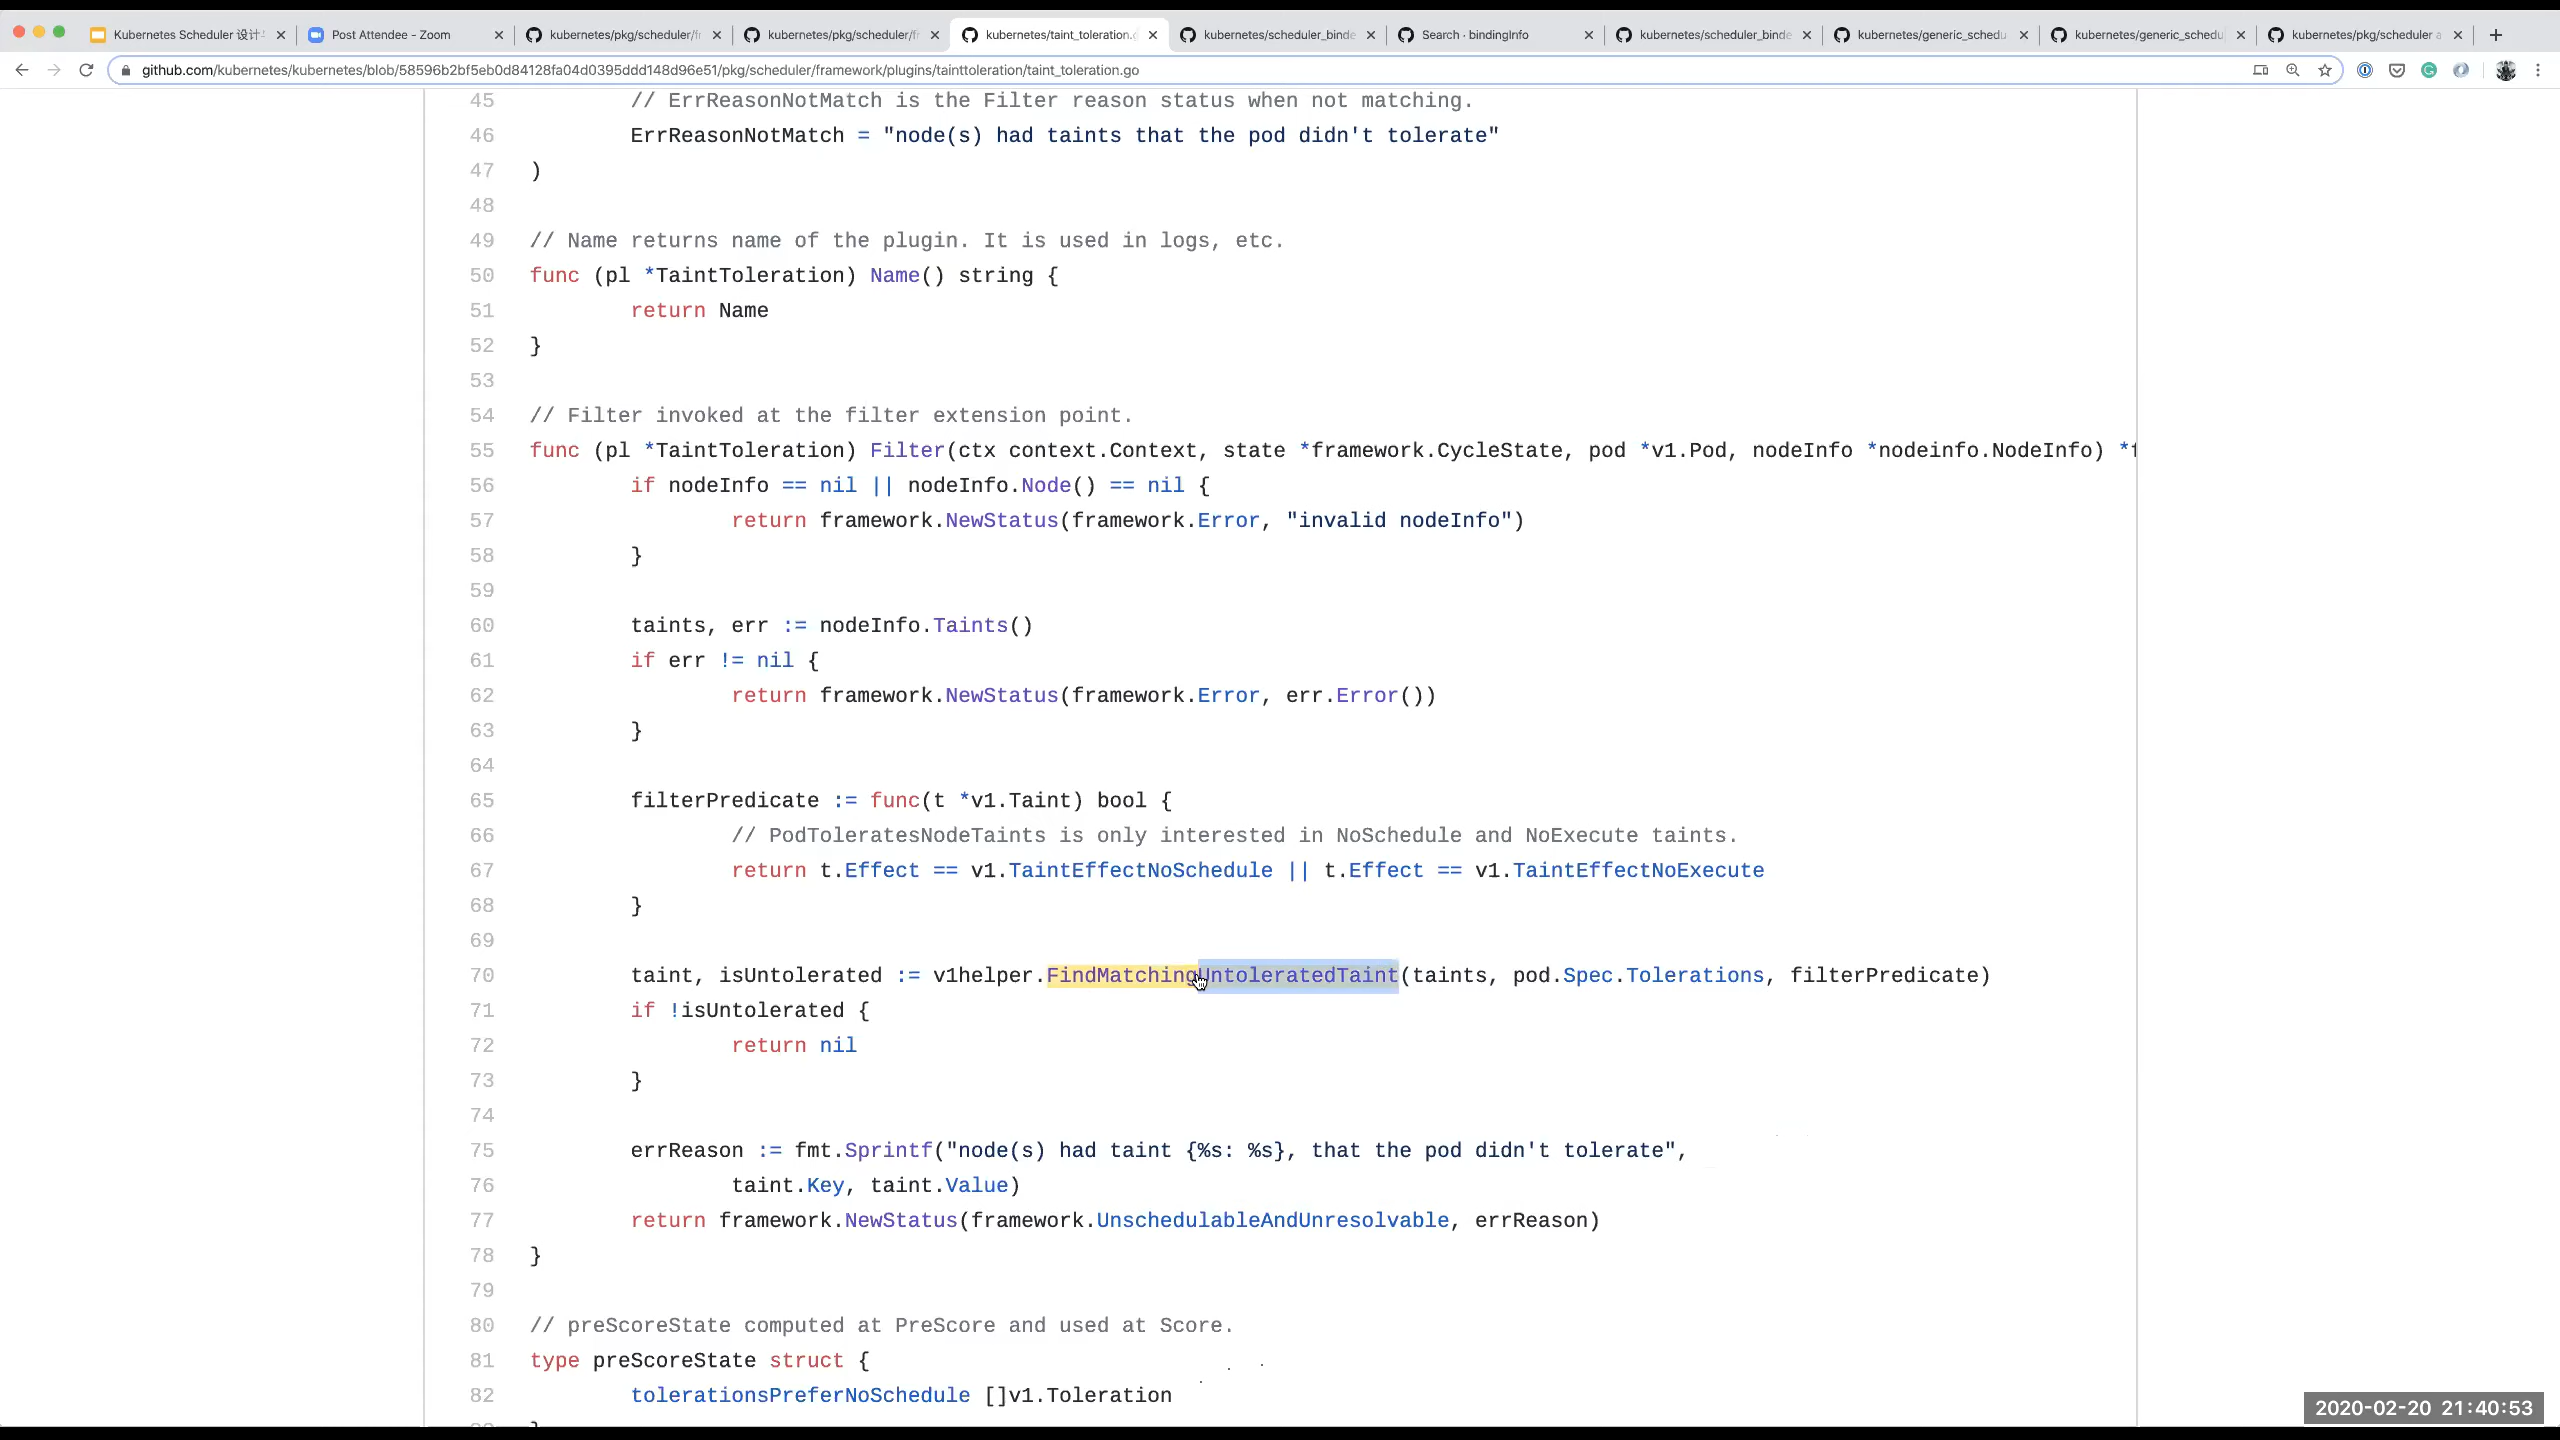 Kubernetes Scheduler 设计
Post Attendee - Zoom
kubernetes/pkg/scheduler/fr
kubernetes/pkg/scheduler/fr
kubernetes/taint_toleration.
kubernetes/scheduler_binde
Search · bindingInfo
kubernetes/scheduler_binde
kubernetes/generic_schedu
kubernetes/generic_schedu
kubernetes/pkg/scheduler
github.com/kubernetes/kubernetes/blob/58596b2bf5eb0d84128fa04d0395ddd148d96e51/pkg/scheduler/framework/plugins/tainttoleration/taint_toleration.go
45 // ErrReasonNotMatch is the Filter reason status when not matching.
46 ErrReasonNotMatch = "node(s) had taints that the pod didn't tolerate"
47 )
48
49 // Name returns name of the plugin. It is used in logs, etc.
50 func (pl *TaintToleration) Name() string {
51 return Name
52 }
53
54 // Filter invoked at the filter extension point.
55 func (pl *TaintToleration) Filter(ctx context.Context, state *framework.CycleState, pod *v1.Pod, nodeInfo *nodeinfo.NodeInfo) *f
56 if nodeInfo == nil || nodeInfo.Node() == nil {
57 return framework.NewStatus(framework.Error, "invalid nodeInfo")
58 }
59
60 taints, err := nodeInfo.Taints()
61 if err != nil {
62 return framework.NewStatus(framework.Error, err.Error())
63 }
64
65 filterPredicate := func(t *v1.Taint) bool {
66 // PodToleratesNodeTaints is only interested in NoSchedule and NoExecute taints.
67 return t.Effect == v1.TaintEffectNoSchedule || t.Effect == v1.TaintEffectNoExecute
68 }
69
70 taint, isUntolerated := v1helper.FindMatchingUntoleratedTaint(taints, pod.Spec.Tolerations, filterPredicate)
71 if !isUntolerated {
72 return nil
73 }
74
75 errReason := fmt.Sprintf("node(s) had taint {%s: %s}, that the pod didn't tolerate",
76 taint.Key, taint.Value)
77 return framework.NewStatus(framework.UnschedulableAndUnresolvable, errReason)
78 }
79
80 // preScoreState computed at PreScore and used at Score.
81 type preScoreState struct {
82 tolerationsPreferNoSchedule []v1.Toleration
2020-02-20 21:40:53